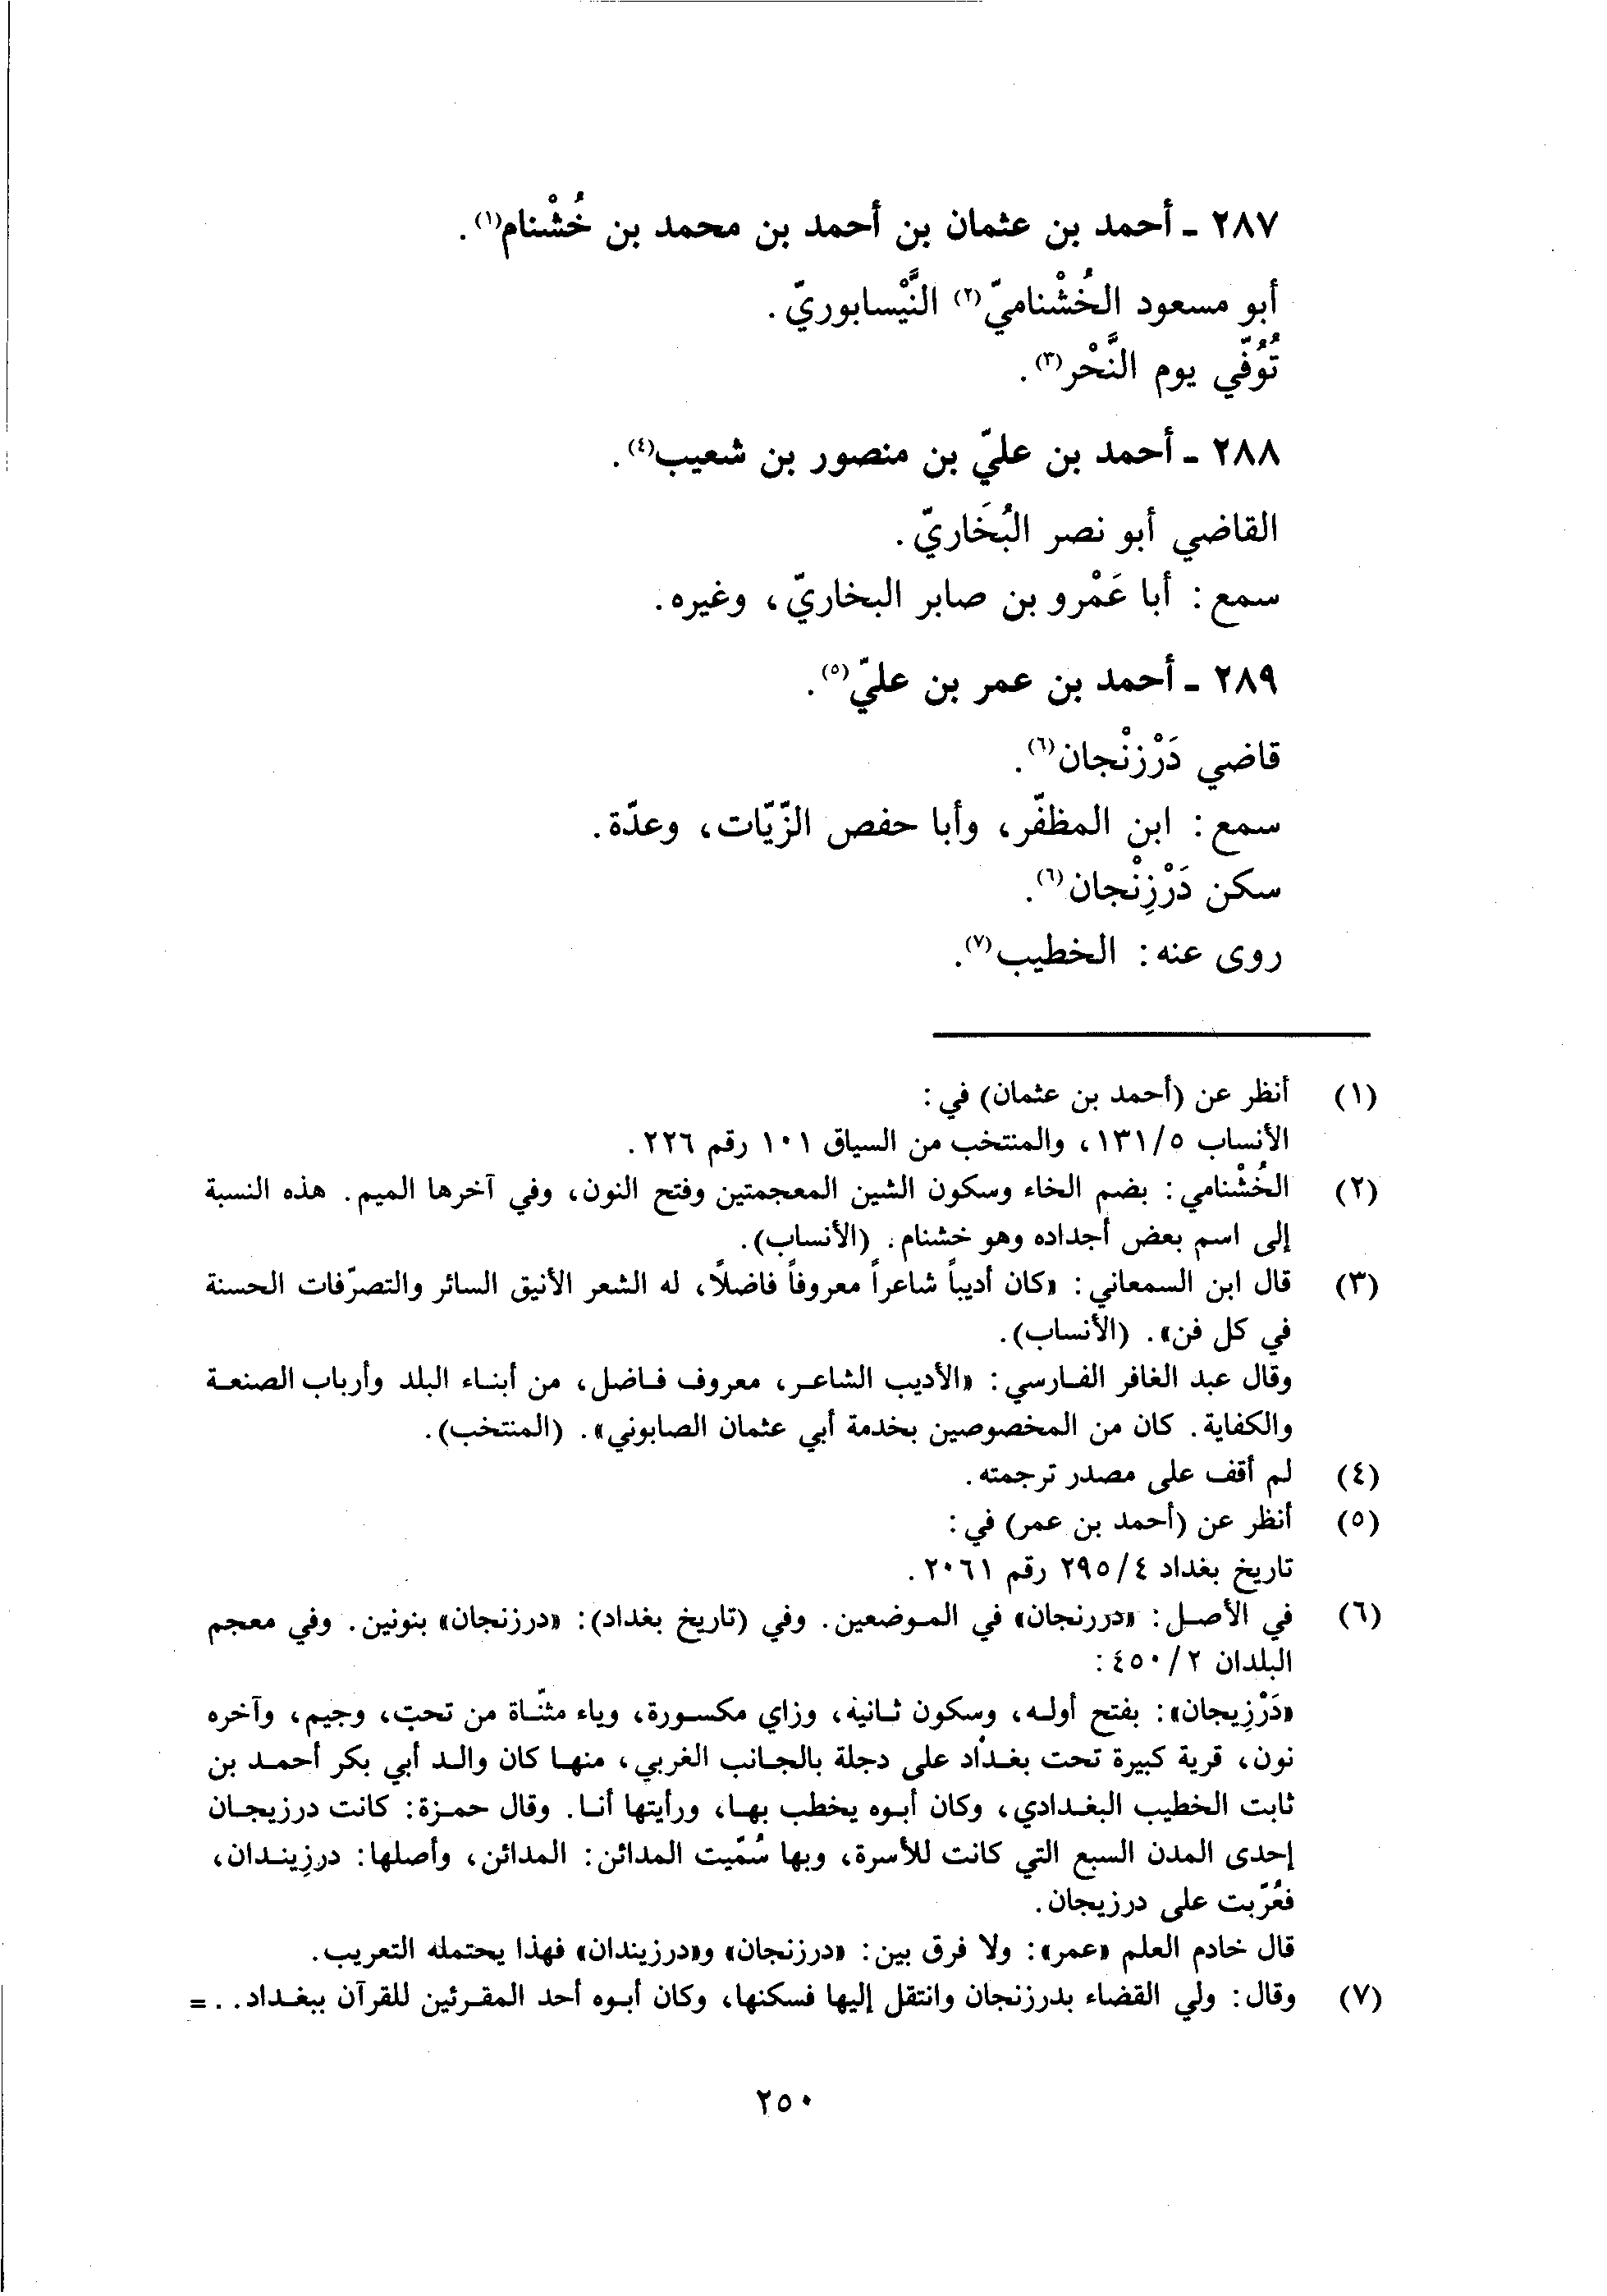 ٢٨٧ ـ أحمد بن عثمان بن أحمد بن محمد بن خُشْنام(١).
أبو مسعود الخُشْناميّ(٢) النَّيْسابوريّ.
تُوُفّي يوم النَّحْر(٣).
٢٨٨ ـ أحمد بن عليّ بن منصور بن شعيب(٤).
القاضي أبو نصر البُخَاريّ.
سمع: أبا عَمْرو بن صابر البخاريّ، وغيره.
٢٨٩ ـ أحمد بن عمر بن عليّ(٥).
قاضي دَرْزنْجان(٦).
سمع: ابن المظفّر، وأبا حفص الزّيّات، وعدّة.
سكن دَرْزِنْجان(٦).
روى عنه: الخطيب(٧).
(١) أنظر عن (أحمد بن عثمان) في:
الأنساب ١٣١/٥، والمنتخب من السياق ١٠١ رقم ٢٢٦.
(٢) الخُشْنامي: بضم الخاء وسكون الشين المعجمتين وفتح النون، وفي آخرها الميم. هذه النسبة
إلى اسم بعض أجداده وهو خشنام. (الأنساب).
(٣) قال ابن السمعاني: «كان أديباً شاعراً معروفاً فاضلاً، له الشعر الأنيق السائر والتصرّفات الحسنة
في كل فن». (الأنساب).
وقال عبد الغافر الفارسي: «الأديب الشاعر، معروف فاضل، من أبناء البلد وأرباب الصنعة
والكفاية. كان من المخصوصين بخدمة أبي عثمان الصابوني». (المنتخب).
(٤) لم أقف على مصدر ترجمته.
(٥) أنظر عن (أحمد بن عمر) في:
تاريخ بغداد ٢٩٥/٤ رقم ٢٠٦١.
(٦) في الأصل: «دررنجان» في الموضعين. وفي (تاريخ بغداد): «درزنجان» بنونين. وفي معجم
البلدان ٤٥٠/٢:
«دَرْزِيجان»: بفتح أوله، وسكون ثانيه، وزاي مكسورة، وياء مثنّاة من تحت، وجيم، وآخره
نون، قرية كبيرة تحت بغداد على دجلة بالجانب الغربي، منها كان والد أبي بكر أحمد بن
ثابت الخطيب البغدادي، وكان أبوه يخطب بها، ورأيتها أنا. وقال حمزة: كانت درزيجان
إحدى المدن السبع التي كانت للأسرة، وبها سُمّيت المدائن: المدائن، وأصلها: درزِيندان،
فعُرّبت على درزيجان.
قال خادم العلم «عمر»: ولا فرق بين: «درزنجان» و«درزيندان» فهذا يحتمله التعريب.
(٧) وقال: ولي القضاء بدرزنجان وانتقل إليها فسكنها، وكان أبوه أحد المقرئين للقرآن ببغداد. . =
٢٥٠